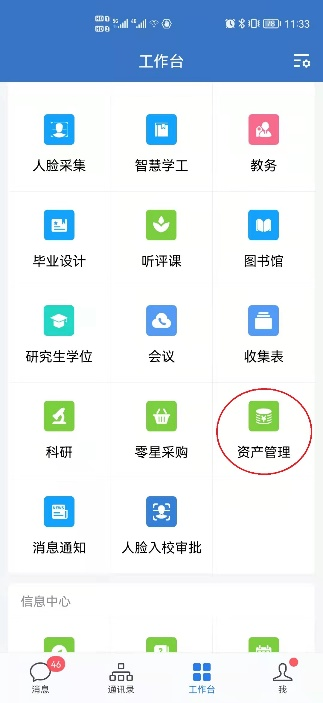 11:33
工作台
人脸采集
智慧学工
教务
毕业设计
听评课
图书馆
研究生学位
会议
收集表
科研
零星采购
资产管理
消息通知
人脸入校审批
信息中心
46
消息
通讯录
工作台
我